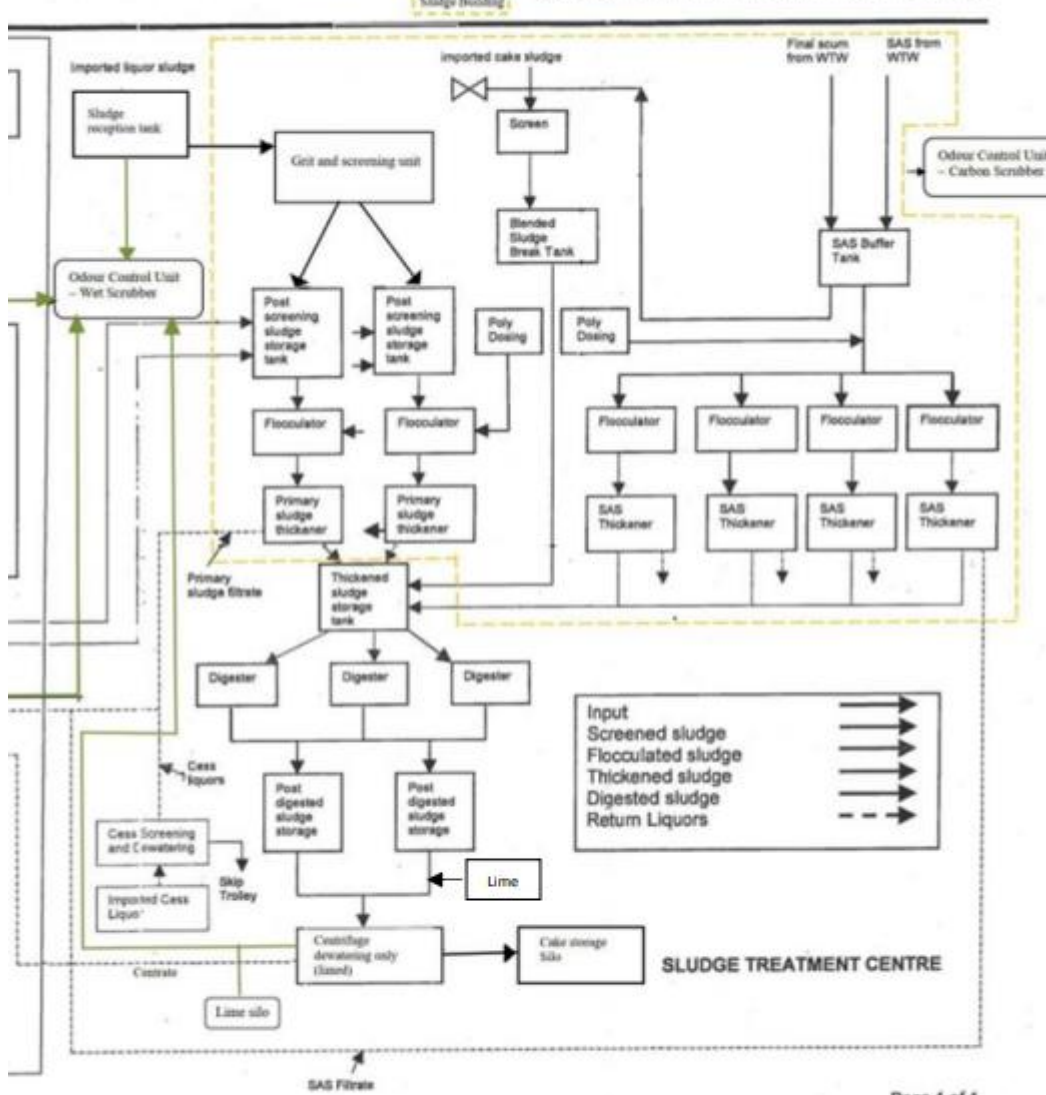 Sludge Building
Imported liquor sludge
Imported cake sludge
Final scum
from WTW
SAS from
WTW
Sludge
reception tank
Screen
Grit and screening unit
Odour Control Unit
– Carbon Scrubber
Blended
Sludge
Break Tank
SAS Buffer
Tank
Odour Control Unit
– Wet Scrubber
Post
screening
sludge
storage
tank
Post
screening
sludge
storage
tank
Poly
Dosing
Poly
Dosing
Flocculator
Flocculator
Flocculator
Flocculator
Flocculator
Flocculator
Primary
sludge
thickener
Primary
sludge
thickener
SAS
Thickener
SAS
Thickener
SAS
Thickener
SAS
Thickener
Primary
sludge filtrate
Thickened
sludge
storage
tank
Digester
Digester
Digester
Input
Screened sludge
Flocculated sludge
Thickened sludge
Digested sludge
Return Liquors
Cess
liquors
Post
digested
sludge
storage
Post
digested
sludge
storage
Cess Screening
and Dewatering
Skip
Trolley
Lime
Imported Cess
Liquor
Centrifuge
dewatering only
(limed)
Cake storage
Silo
SLUDGE TREATMENT CENTRE
Centrate
Lime silo
SAS Filtrate